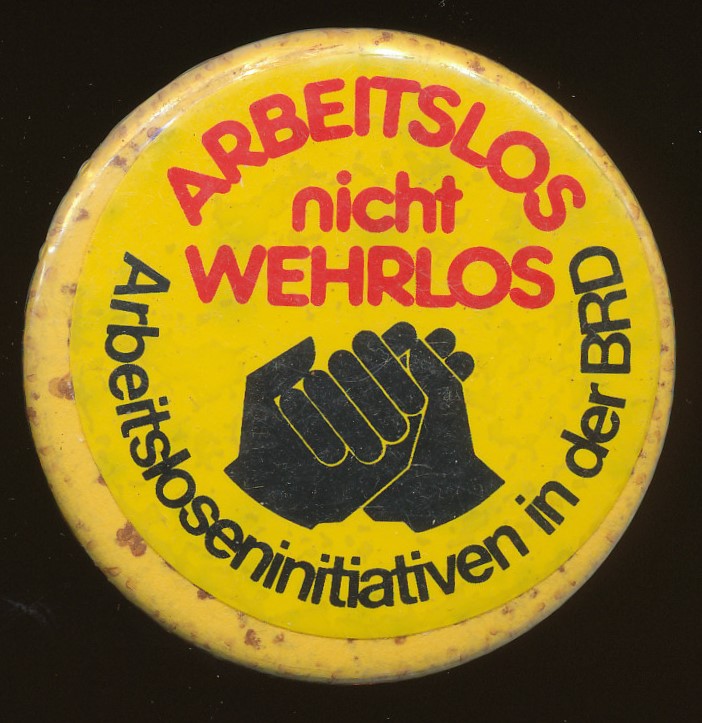 ARBEITSLOS
nicht
WEHRLOS
Arbeitsloseninitiativen in der BRD